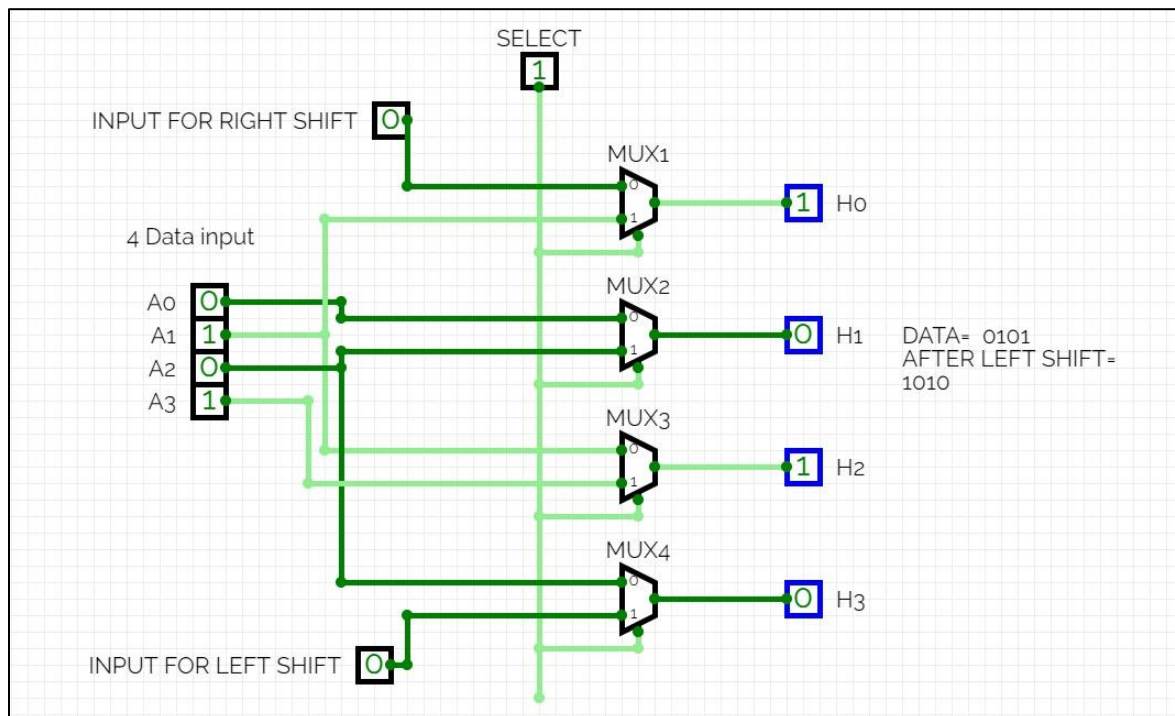 SELECT
1
INPUT FOR RIGHT SHIFT 0
MUX1
0
1
1 H0
4 Data input
MUX2
A0 0
0
A1 1
1
0 H1
DATA= 0101
A2 0
AFTER LEFT SHIFT=
1010
A3 1
MUX3
0
1
1 H2
MUX4
0
1
0 H3
INPUT FOR LEFT SHIFT 0